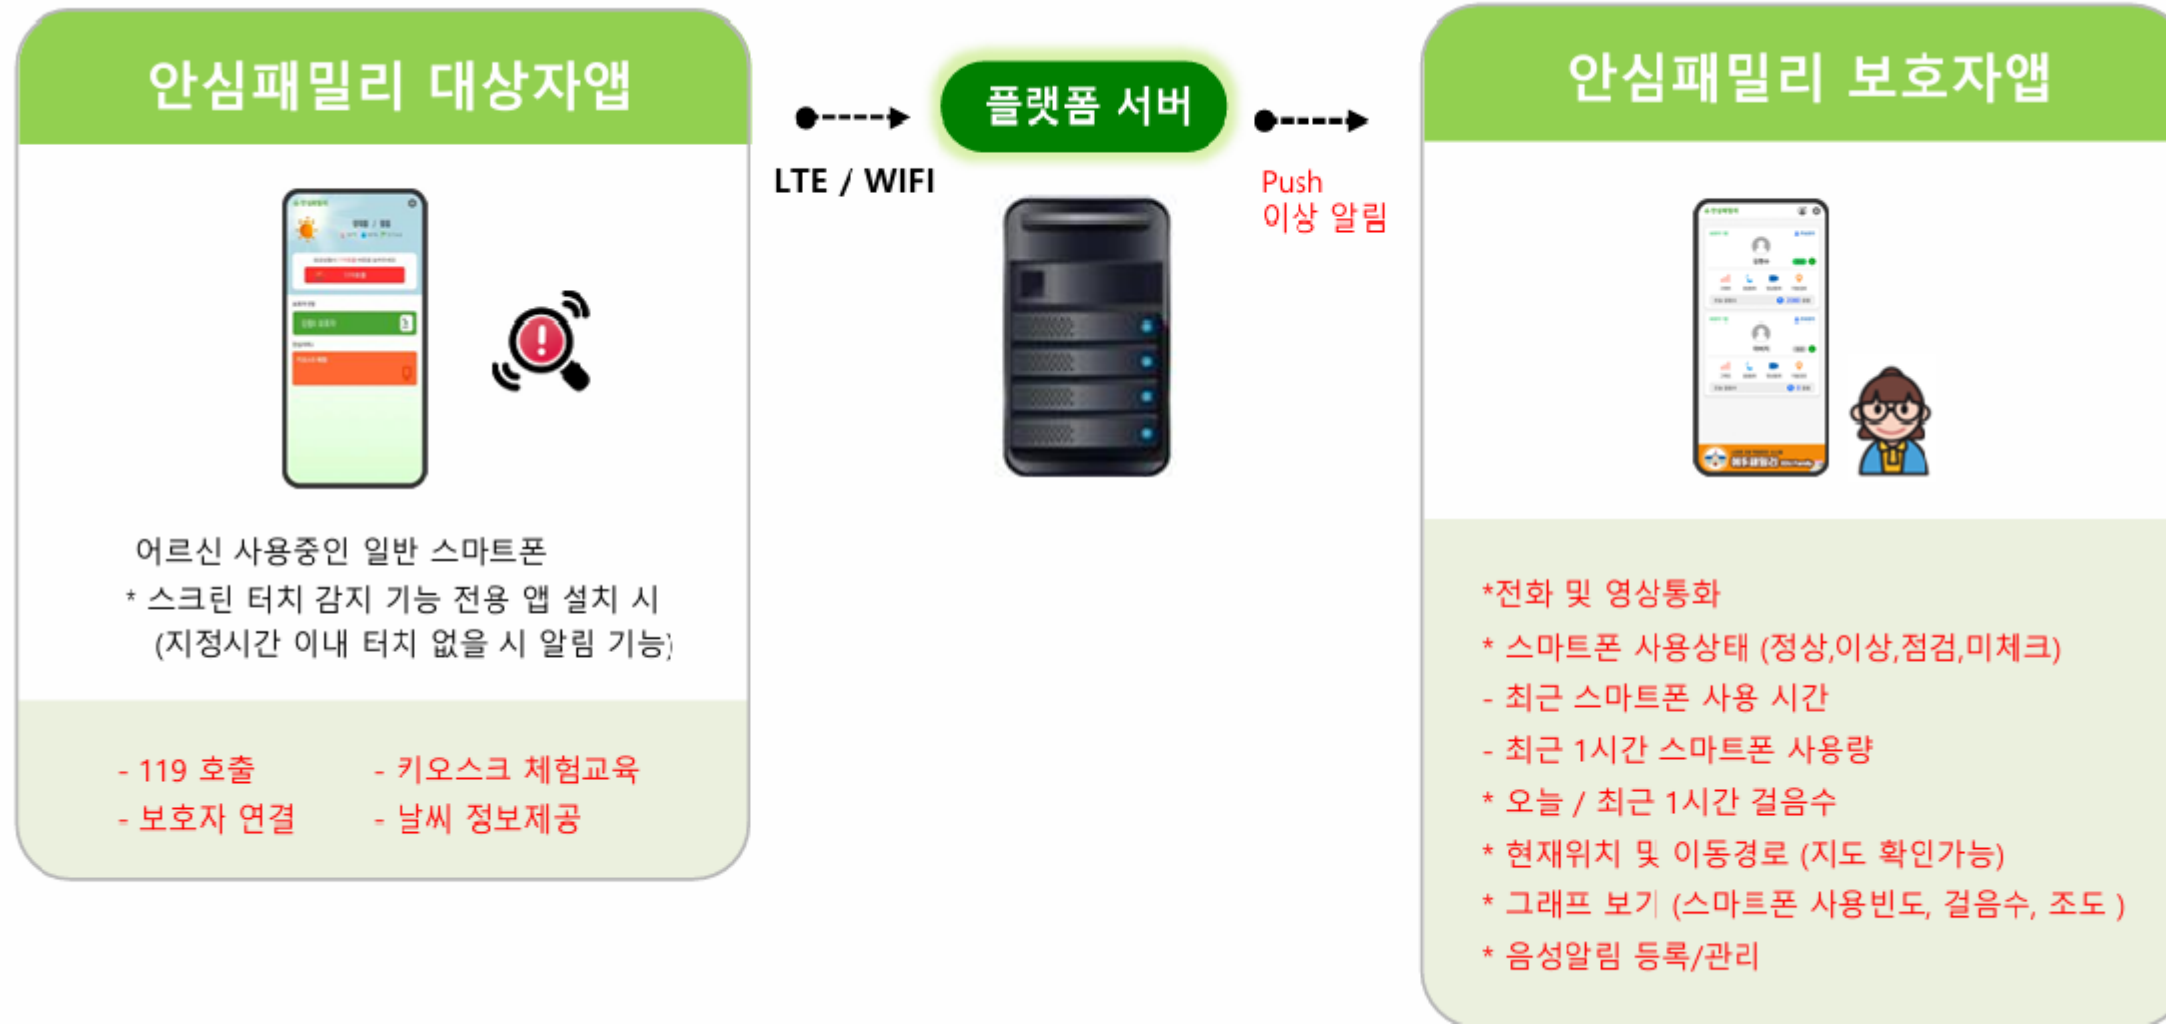 안심패밀리 대상자앱
어르신 사용중인 일반 스마트폰
* 스크린 터치 감지 기능 전용 앱 설치 시
(지정시간 이내 터치 없을 시 알림 기능)
- 119 호출
- 키오스크 체험교육
- 보호자 연결
- 날씨 정보제공
LTE / WIFI
플랫폼 서버
Push
이상 알림
안심패밀리 보호자앱
*전화 및 영상통화
* 스마트폰 사용상태 (정상,이상,점검,미체크)
- 최근 스마트폰 사용 시간
- 최근 1시간 스마트폰 사용량
* 오늘 / 최근 1시간 걸음수
* 현재위치 및 이동경로 (지도 확인가능)
* 그래프 보기 (스마트폰 사용빈도, 걸음수, 조도 )
* 음성알림 등록/관리